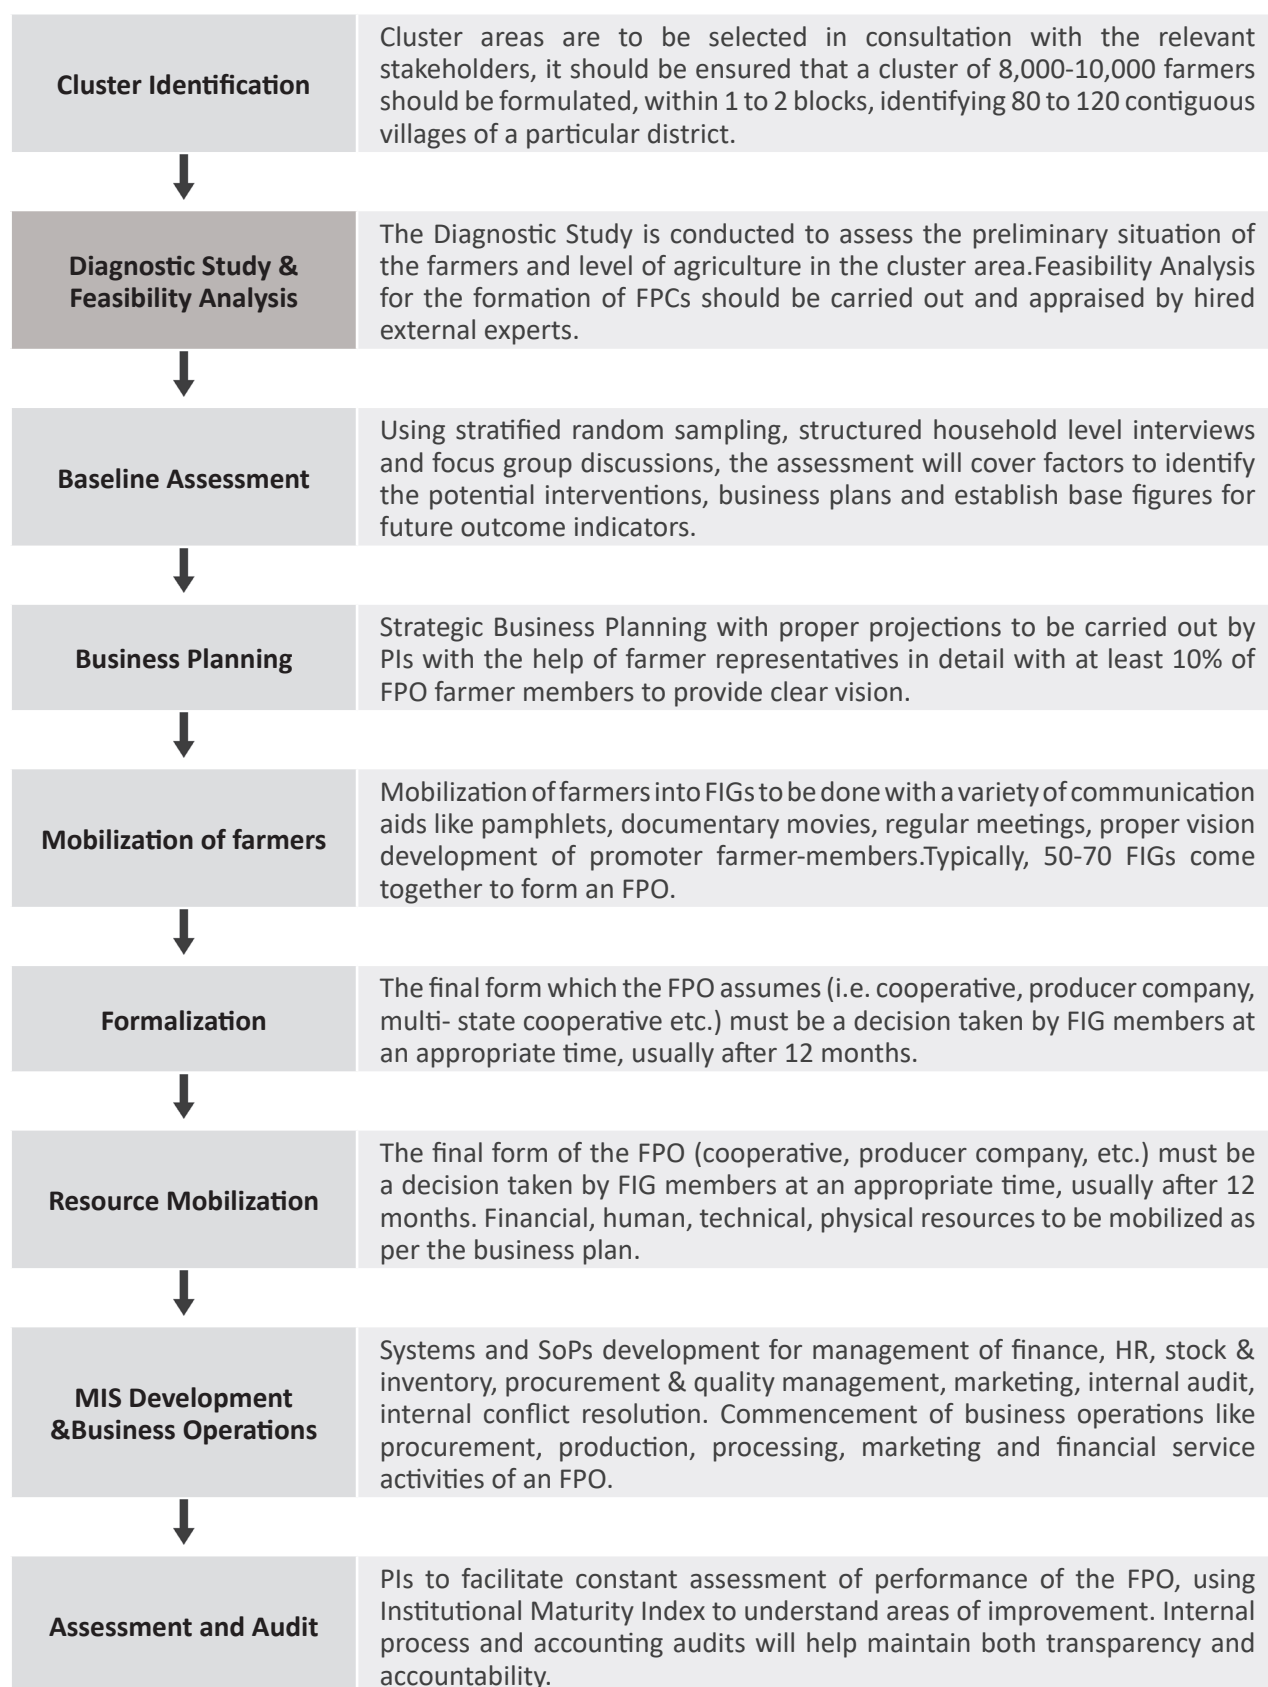 Cluster Identification
Cluster areas are to be selected in consultation with the relevant
stakeholders, it should be ensured that a cluster of 8,000-10,000 farmers
should be formulated, within 1 to 2 blocks, identifying 80 to 120 contiguous
villages of a particular district.
Diagnostic Study &
Feasibility Analysis
The Diagnostic Study is conducted to assess the preliminary situation of
the farmers and level of agriculture in the cluster area.Feasibility Analysis
for the formation of FPCs should be carried out and appraised by hired
external experts.
Baseline Assessment
Using stratified random sampling, structured household level interviews
and focus group discussions, the assessment will cover factors to identify
the potential interventions, business plans and establish base figures for
future outcome indicators.
Business Planning
Strategic Business Planning with proper projections to be carried out by
PIs with the help of farmer representatives in detail with at least 10% of
FPO farmer members to provide clear vision.
Mobilization of farmers
Mobilization of farmers into FIGs to be done with a variety of communication
aids like pamphlets, documentary movies, regular meetings, proper vision
development of promoter farmer-members.Typically, 50-70 FIGs come
together to form an FPO.
Formalization
The final form which the FPO assumes (i.e. cooperative, producer company,
multi- state cooperative etc.) must be a decision taken by FIG members at
an appropriate time, usually after 12 months.
Resource Mobilization
The final form of the FPO (cooperative, producer company, etc.) must be
a decision taken by FIG members at an appropriate time, usually after 12
months. Financial, human, technical, physical resources to be mobilized as
per the business plan.
MIS Development
&Business Operations
Systems and SoPs development for management of finance, HR, stock &
inventory, procurement & quality management, marketing, internal audit,
internal conflict resolution. Commencement of business operations like
procurement, production, processing, marketing and financial service
activities of an FPO.
Assessment and Audit
PIs to facilitate constant assessment of performance of the FPO, using
Institutional Maturity Index to understand areas of improvement. Internal
process and accounting audits will help maintain both transparency and
accountability.